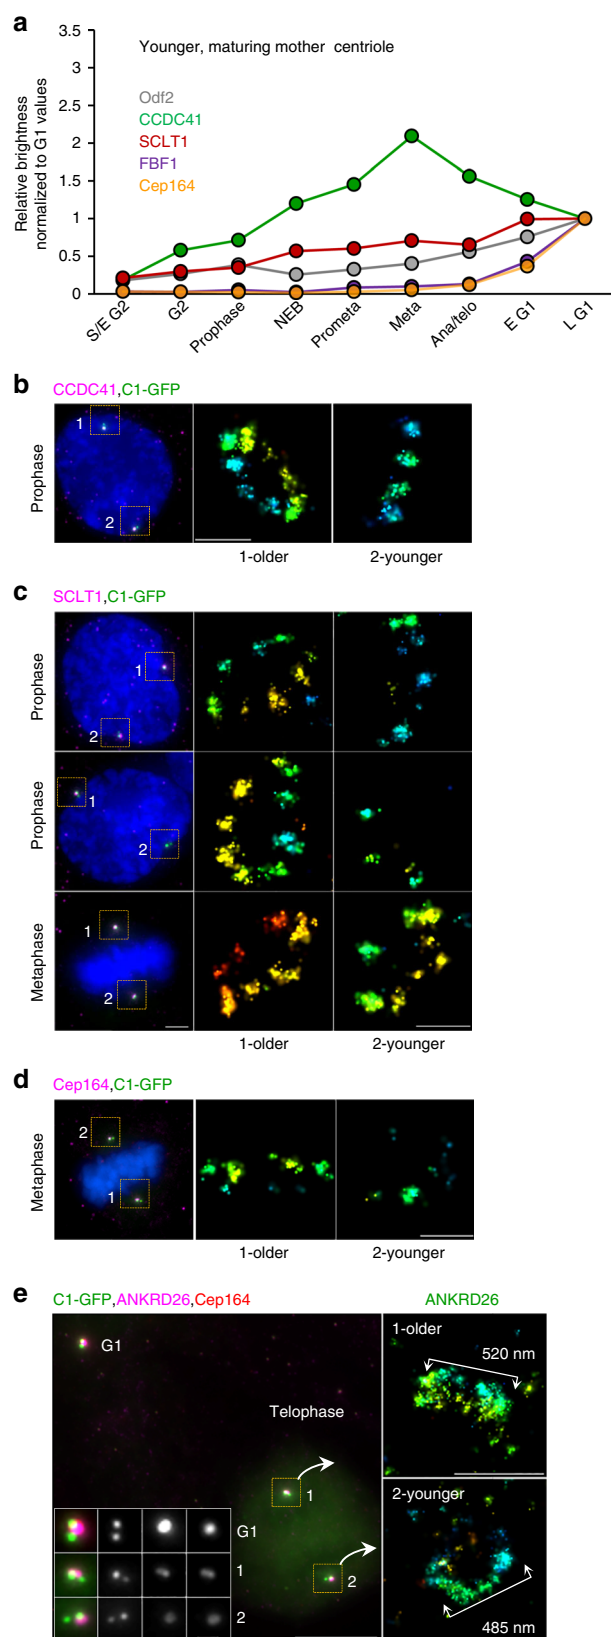 a
3.5
3
2.5
2
1.5
1
0.5
0
Relative brightness
normalized to G1 values
Younger, maturing mother centriole
Odf2
CCDC41
SCLT1
FBF1
Cep164
S/E G2
G2
Prophase
NEB
Prometa
Meta
Ana/telo
E G1
L G1
b
CCDC41,C1-GFP
Prophase
1
2
1-older
2-younger
c
SCLT1,C1-GFP
Prophase
1
2
Prophase
1
2
Metaphase
1
2
1-older
2-younger
d
Cep164,C1-GFP
Metaphase
2
1
1-older
2-younger
e
C1-GFP,ANKRD26,Cep164
ANKRD26
G1
Telophase
1
2
G1
1
2
1-older
520 nm
2-younger
485 nm